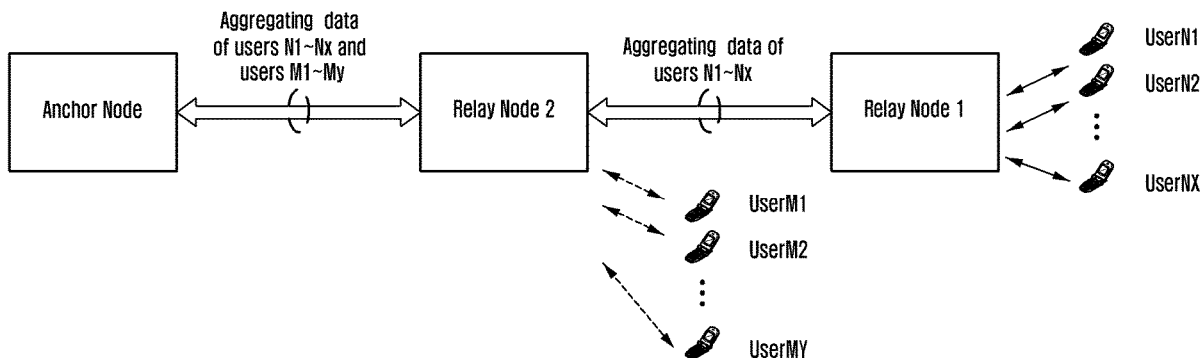 Aggregating data
of users N1~Nx and
users M1~My
Aggregating data of
users N1~Nx
Anchor Node
Relay Node 2
Relay Node 1
UserN1
UserN2
UserNX
UserM1
UserM2
UserMY